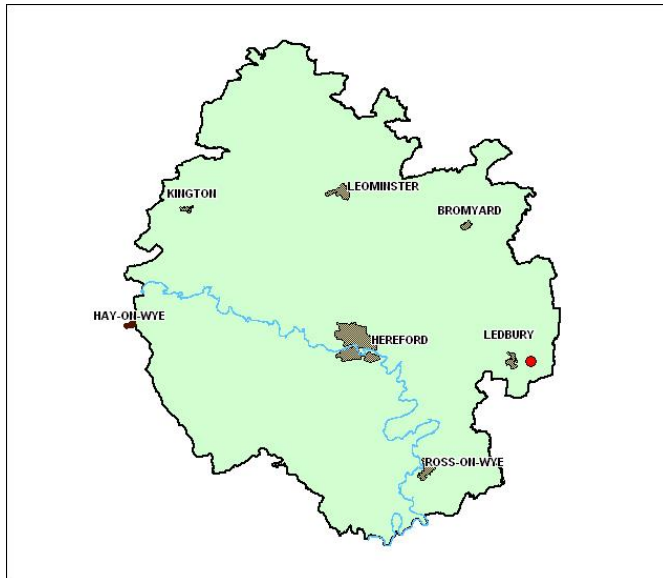 KINGTON
LEOMINSTER
BROMYARD
HAY-ON-WYE
HEREFORD
LEDBURY
ROSS-ON-WYE